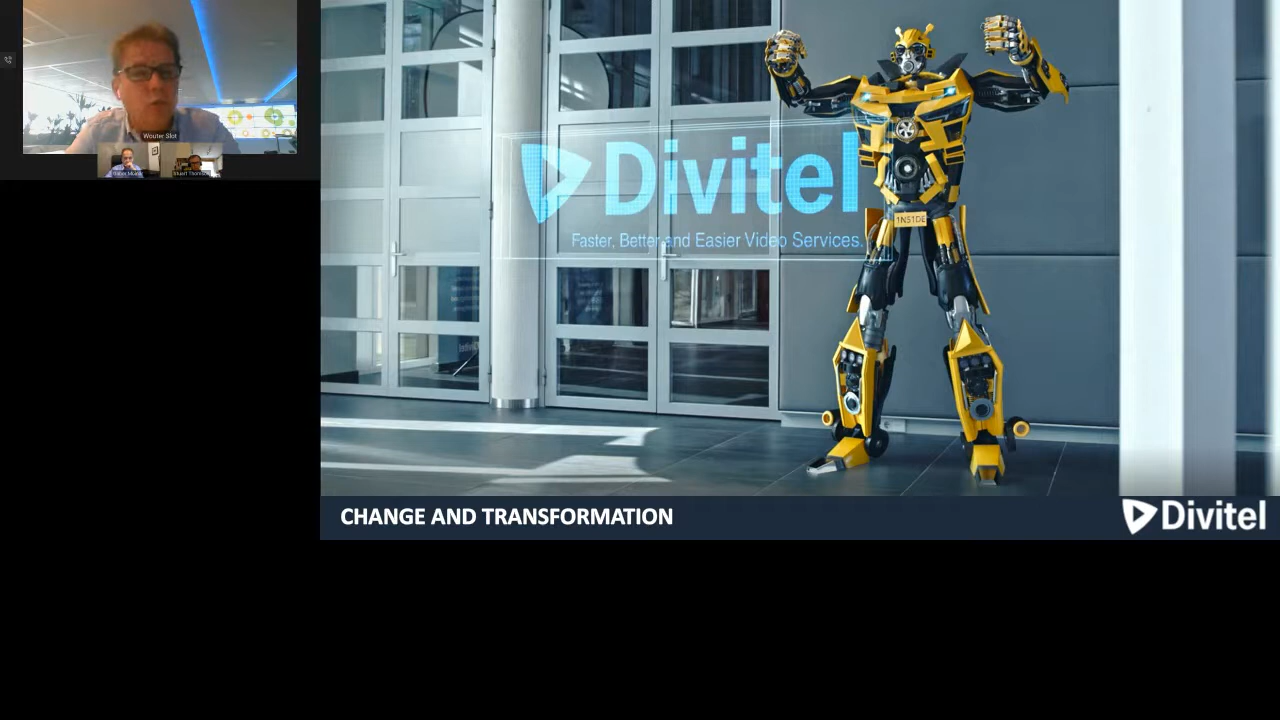 Wouter Slot
Divitel
Faster, Better and Easier Video Services.
1NS1DE
CHANGE AND TRANSFORMATION
Divitel